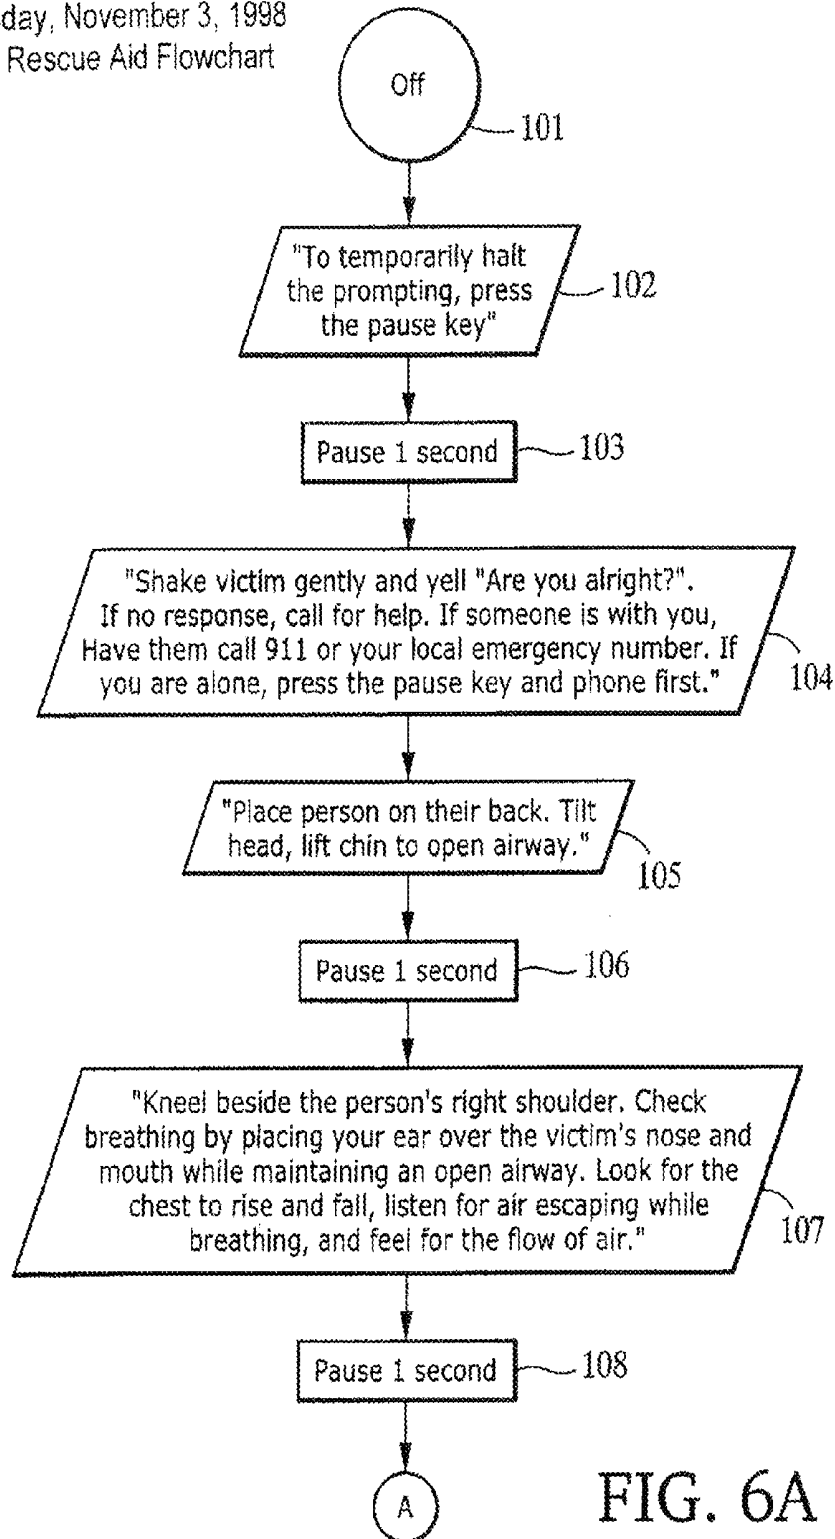 day, November 3, 1998
Rescue Aid Flowchart
Off
101
"To temporarily halt
the prompting, press
the pause key"
102
Pause 1 second
103
"Shake victim gently and yell "Are you alright?".
If no response, call for help. If someone is with you,
Have them call 911 or your local emergency number. If
you are alone, press the pause key and phone first."
104
"Place person on their back. Tilt
head, lift chin to open airway."
105
Pause 1 second
106
"Kneel beside the person's right shoulder. Check
breathing by placing your ear over the victim's nose and
mouth while maintaining an open airway. Look for the
chest to rise and fall, listen for air escaping while
breathing, and feel for the flow of air."
107
Pause 1 second
108
A
FIG. 6A